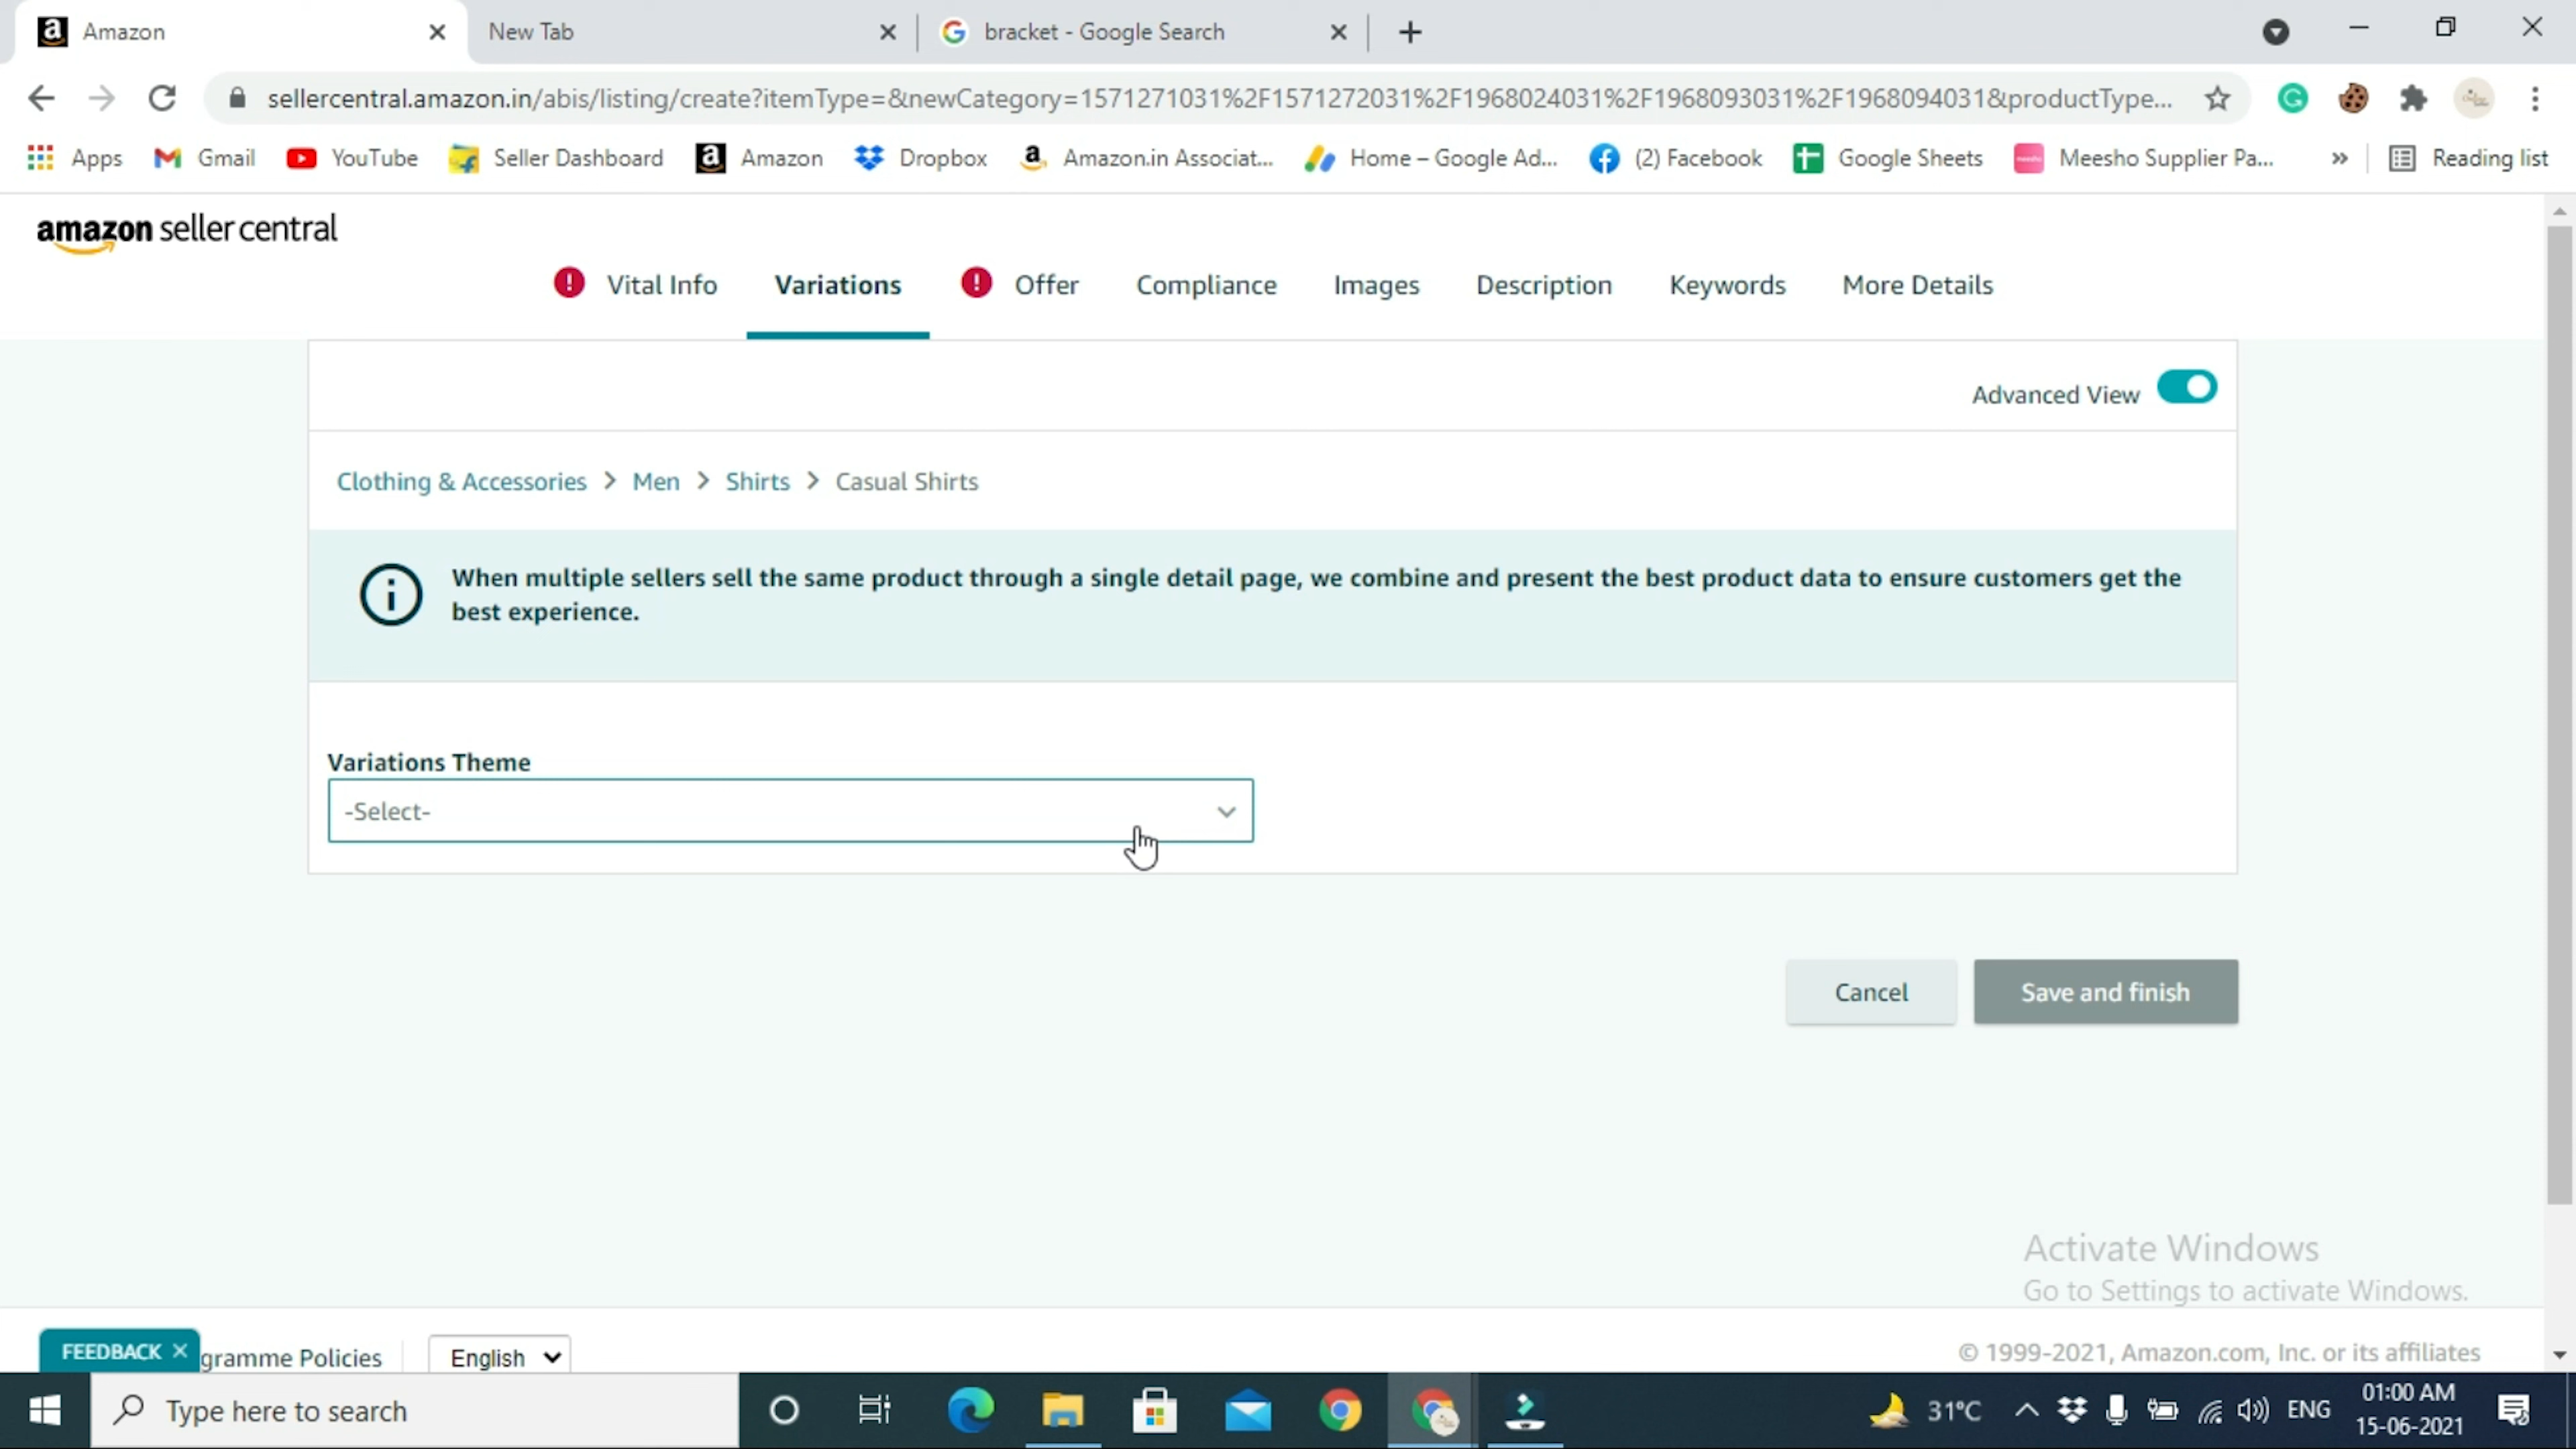 Amazon
New Tab
bracket - Google Search
sellercentral.amazon.in/abis/listing/create?itemType=&newCategory=1571271031%2F1571272031%2F1968024031%2F1968093031%2F1968094031&productType...
Apps Gmail YouTube Seller Dashboard Amazon Dropbox Amazon.in Associat... Home – Google Ad... (2) Facebook Google Sheets Meesho Supplier Pa... » Reading list
amazon seller central
Vital Info Variations Offer Compliance Images Description Keywords More Details
Advanced View
Clothing & Accessories > Men > Shirts > Casual Shirts
When multiple sellers sell the same product through a single detail page, we combine and present the best product data to ensure customers get the
best experience.
Variations Theme
-Select-
Cancel Save and finish
Activate Windows
Go to Settings to activate Windows.
FEEDBACK × gramme Policies English © 1999-2021, Amazon.com, Inc. or its affiliates
Type here to search 31°C ENG 01:00 AM
15-06-2021